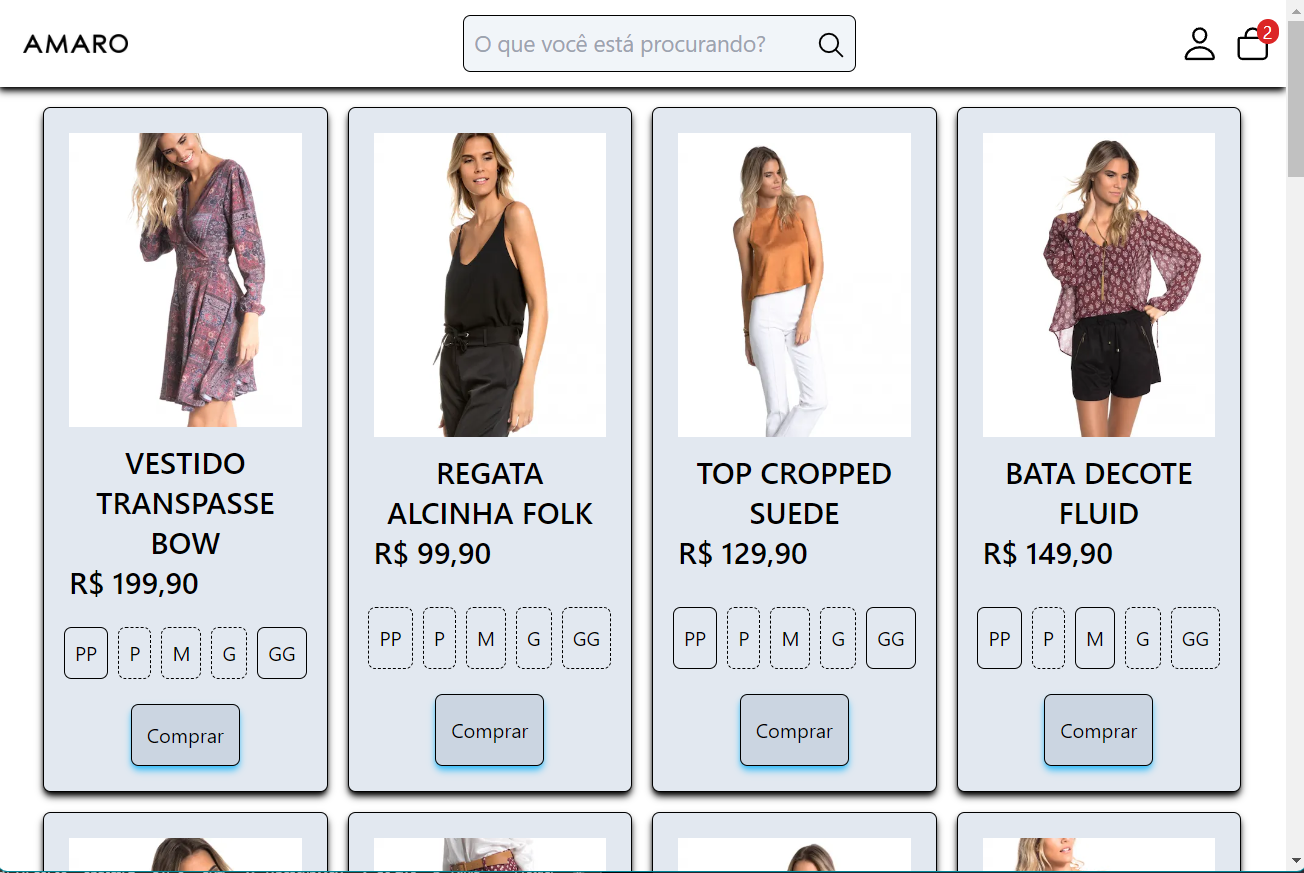 AMARO
O que você está procurando?
2
VESTIDO
TRANSPASSE
BOW
R$ 199,90
PP P M G GG
Comprar
REGATA
ALCINHA FOLK
R$ 99,90
PP P M G GG
Comprar
TOP CROPPED
SUEDE
R$ 129,90
PP P M G GG
Comprar
BATA DECOTE
FLUID
R$ 149,90
PP P M G GG
Comprar